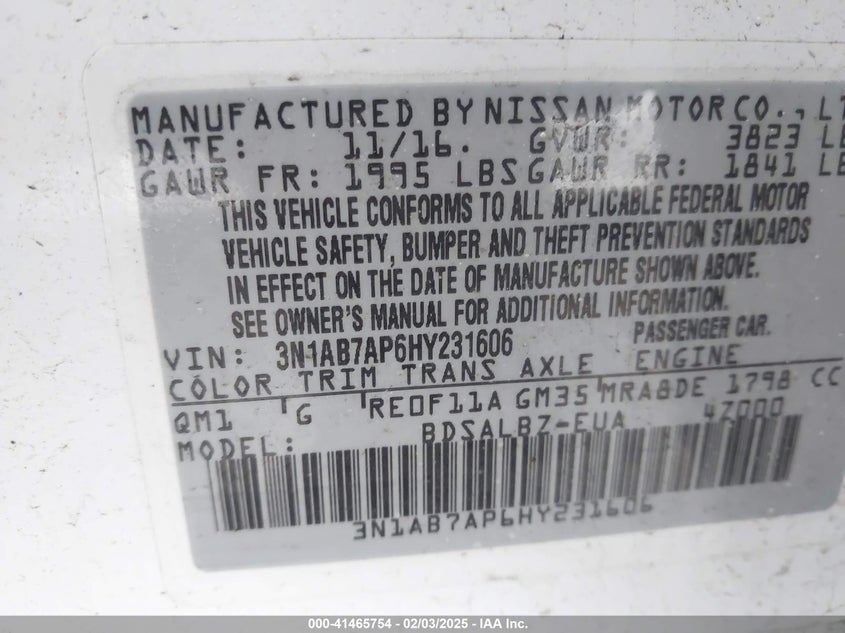 MANUFACTURED BY NISSAN MOTOR CO., LT
DATE: 11/16. GVWR: 3823 LB
GAWR FR: 1995 LBS GAWR RR: 1841 LB
THIS VEHICLE CONFORMS TO ALL APPLICABLE FEDERAL MOTOR
VEHICLE SAFETY, BUMPER AND THEFT PREVENTION STANDARDS
IN EFFECT ON THE DATE OF MANUFACTURE SHOWN ABOVE.
SEE OWNER'S MANUAL FOR ADDITIONAL INFORMATION.
VIN: 3N1AB7AP6HY231606 PASSENGER CAR.
COLOR TRIM TRANS AXLE ENGINE
QM1 G RE0F11A GM35 MRA8DE 1798 CC
MODEL: BDSALBZ-EUA 4Z000
3N1AB7AP6HY231606
000-41465754 - 02/03/2025 - IAA Inc.